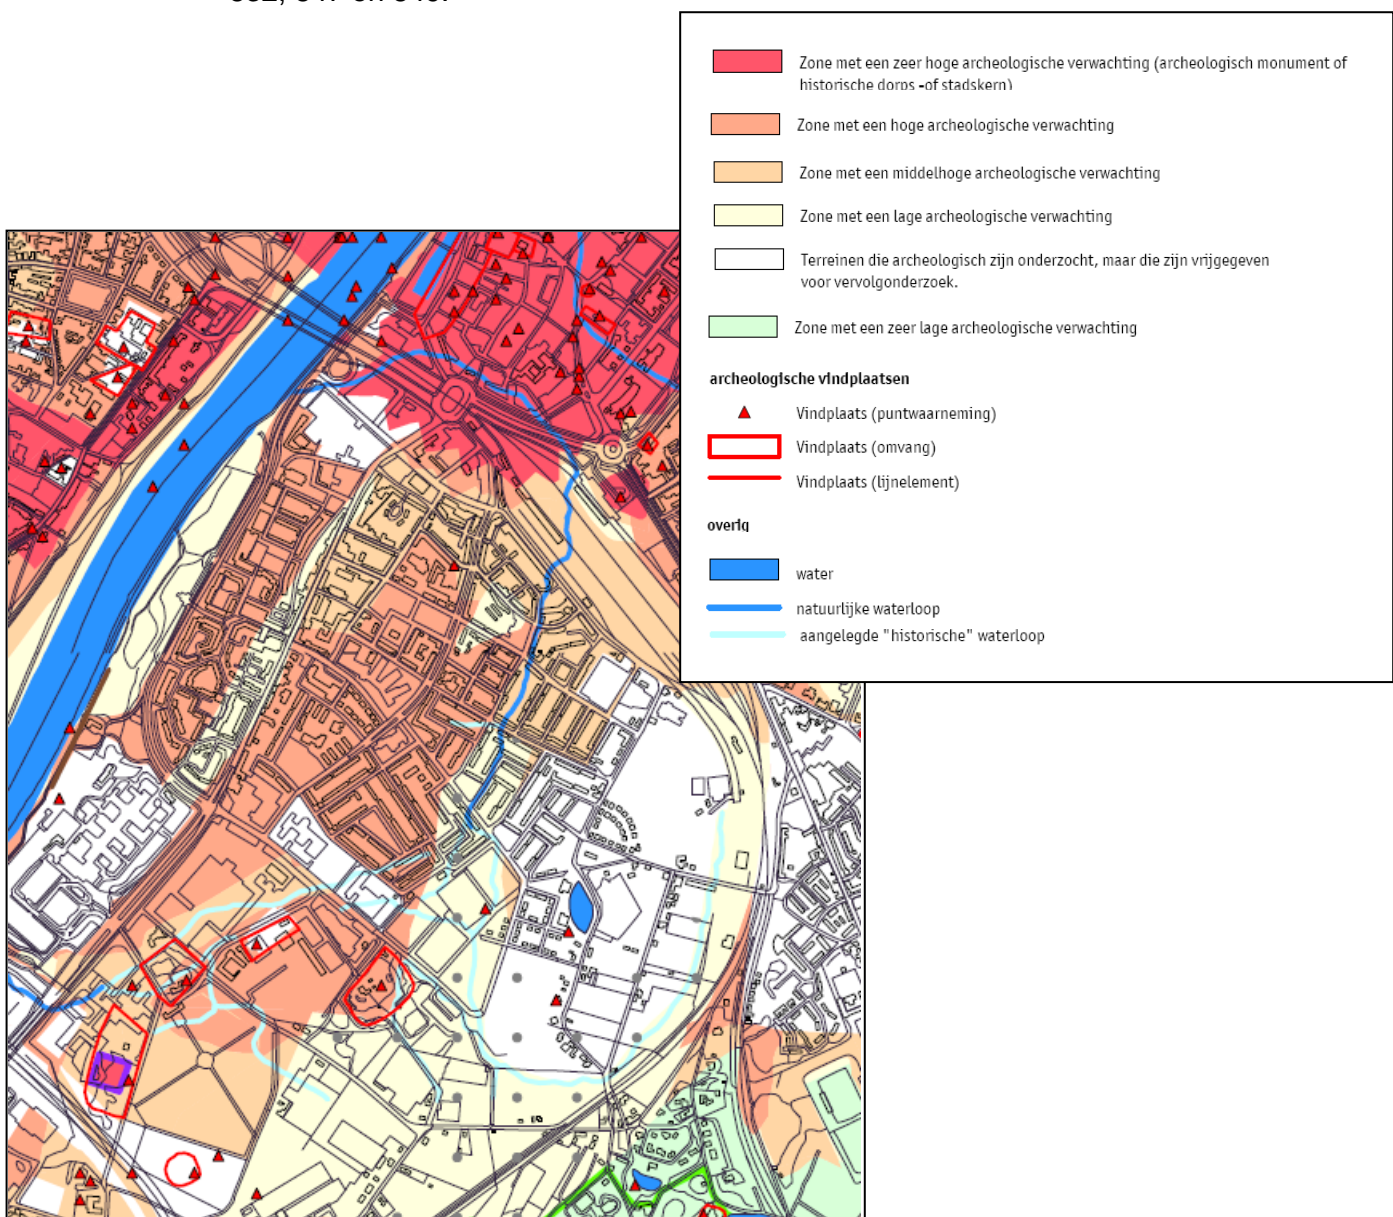 Zone met een zeer hoge archeologische verwachting (archeologisch monument of
historische dorps -of stadskern)
Zone met een hoge archeologische verwachting
Zone met een middelhoge archeologische verwachting
Zone met een lage archeologische verwachting
Terreinen die archeologisch zijn onderzocht, maar die zijn vrijgegeven
voor vervolgonderzoek.
Zone met een zeer lage archeologische verwachting
archeologische vindplaatsen
Vindplaats (puntwaarneming)
Vindplaats (omvang)
Vindplaats (lijnelement)
overig
water
natuurlijke waterloop
aangelegde "historische" waterloop